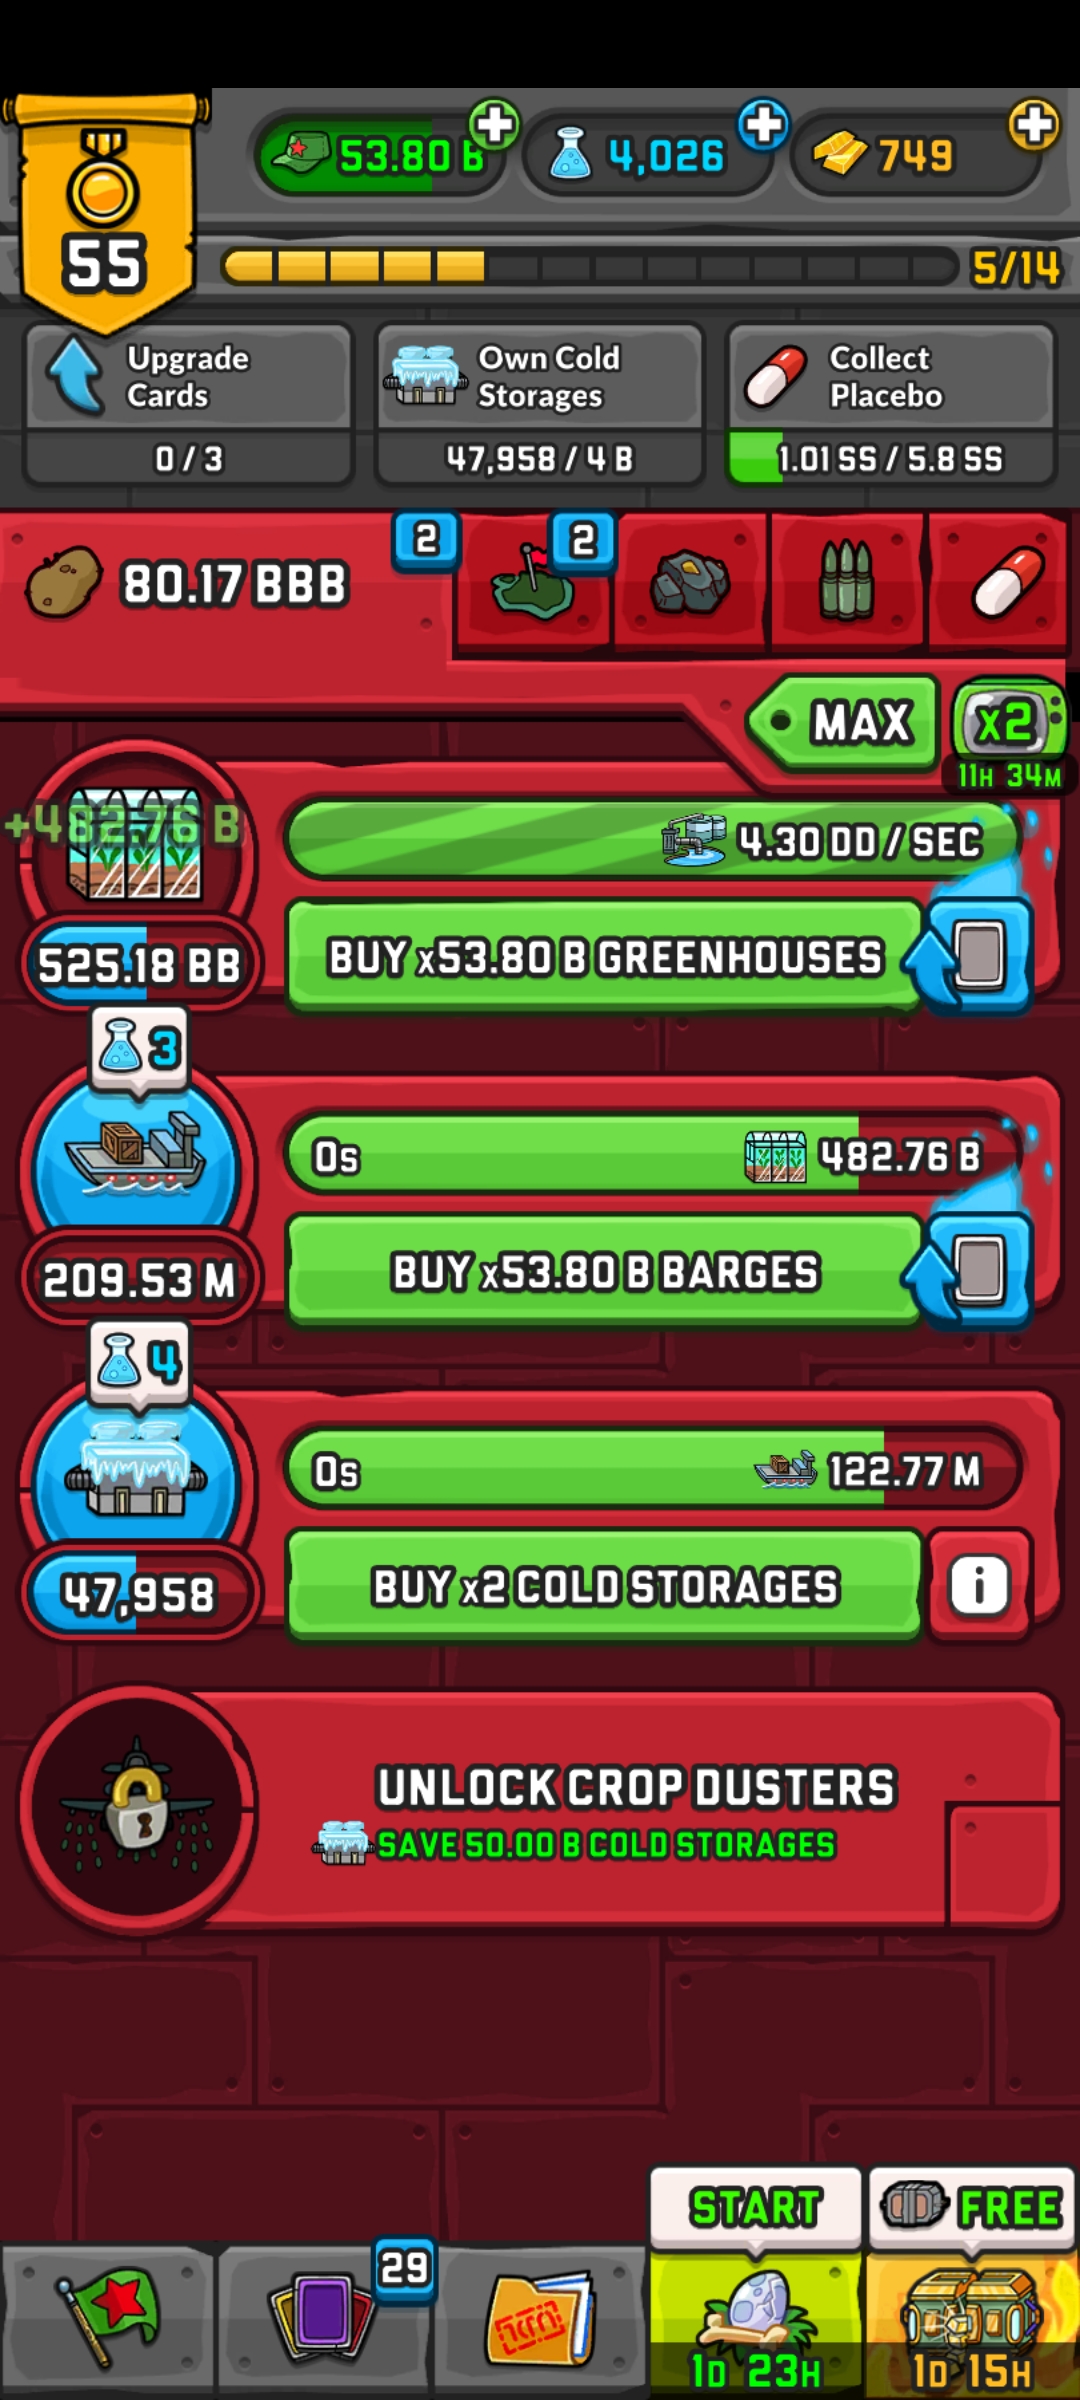 55
53.80 B
4,026
749
5/14
Upgrade
Cards
0 / 3
Own Cold
Storages
47,958 / 4 B
Collect
Placebo
1.01 SS / 5.8 SS
80.17 BBB
2
2
MAX
x2
11H 34M
+482.76 B
4.30 DD / SEC
525.18 BB
BUY x53.80 B GREENHOUSES
3
0s
482.76 B
209.53 M
BUY x53.80 B BARGES
4
0s
122.77 M
47,958
BUY x2 COLD STORAGES
i
UNLOCK CROP DUSTERS
SAVE 50.00 B COLD STORAGES
START
FREE
29
1D 23H
1D 15H